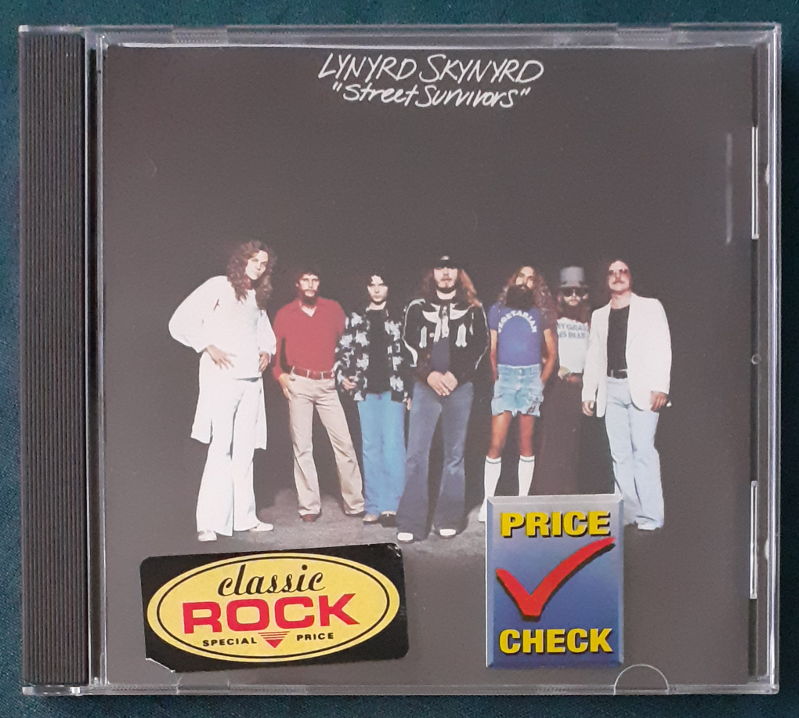 LYNYRD SKYNYRD
"Street Survivors"
VEGETARIAN
classic
ROCK
SPECIAL PRICE
PRICE
CHECK